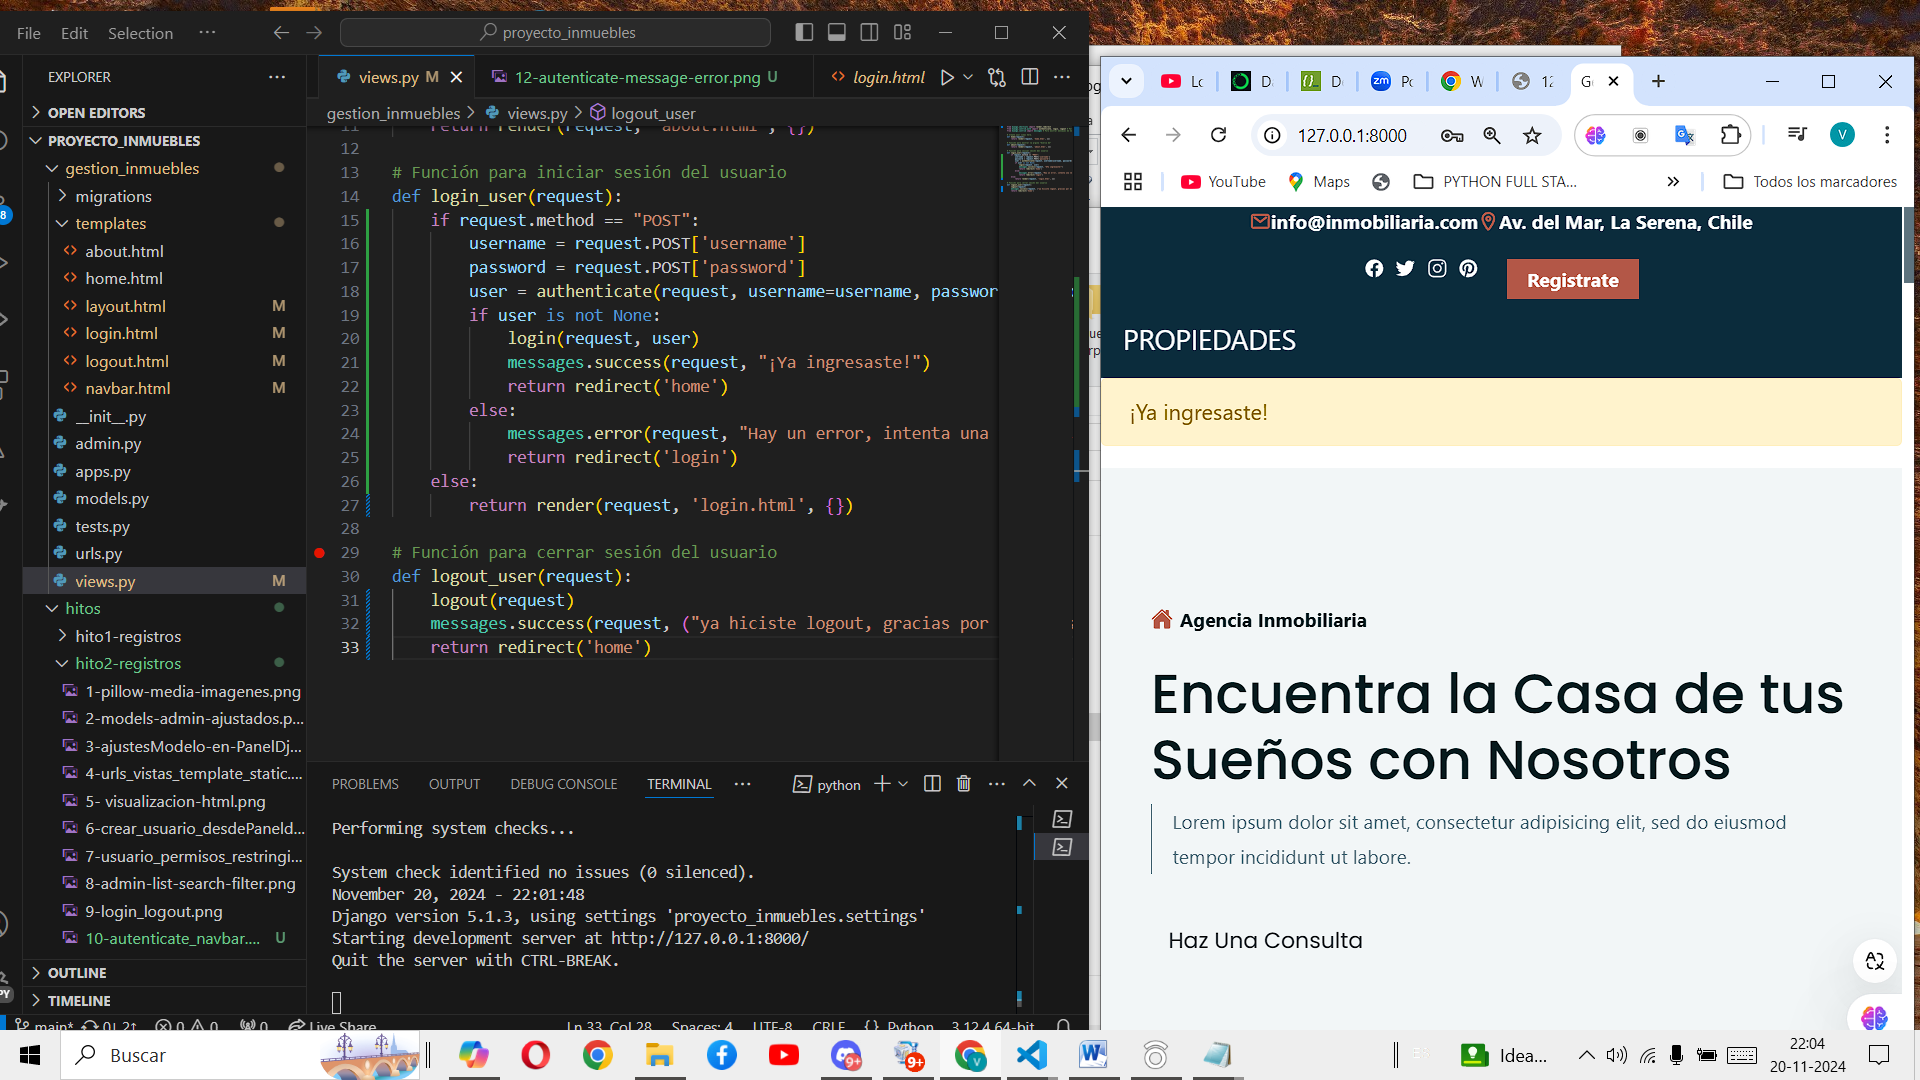 File Edit Selection ··· proyecto_inmuebles
EXPLORER
OPEN EDITORS
PROYECTO_INMUEBLES
gestion_inmuebles
migrations
templates
about.html
home.html
layout.html M
login.html M
logout.html M
navbar.html M
__init__.py
admin.py
apps.py
models.py
tests.py
urls.py
views.py M
hitos
hito1-registros
hito2-registros
1-pillow-media-imagenes.png
2-models-admin-ajustados.p...
3-ajustesModelo-en-PanelDj...
4-urls_vistas_template_static....
5- visualizacion-html.png
6-crear_usuario_desdePaneld...
7-usuario_permisos_restringi...
8-admin-list-search-filter.png
9-login_logout.png
10-autenticate_navbar.... U
OUTLINE
TIMELINE
views.py M 12-autenticate-message-error.png U login.html
gestion_inmuebles > views.py > logout_user
11 return render(request, "about.html", {})
12
13 # Función para iniciar sesión del usuario
14 def login_user(request):
15 if request.method == "POST":
16 username = request.POST['username']
17 password = request.POST['password']
18 user = authenticate(request, username=username, passwor
19 if user is not None:
20 login(request, user)
21 messages.success(request, "¡Ya ingresaste!")
22 return redirect('home')
23 else:
24 messages.error(request, "Hay un error, intenta una
25 return redirect('login')
26 else:
27 return render(request, 'login.html', {})
28
29 # Función para cerrar sesión del usuario
30 def logout_user(request):
31 logout(request)
32 messages.success(request, ("ya hiciste logout, gracias por
33 return redirect('home')
PROBLEMS OUTPUT DEBUG CONSOLE TERMINAL ··· python
Performing system checks...
System check identified no issues (0 silenced).
November 20, 2024 - 22:01:48
Django version 5.1.3, using settings 'proyecto_inmuebles.settings'
Starting development server at http://127.0.0.1:8000/
Quit the server with CTRL-BREAK.
main* 0↓ 2↑ 0 0 0 Live Share Ln 33, Col 28 Spaces: 4 UTF-8 CRLF {} Python 3.12.4 64-bit
127.0.0.1:8000
YouTube Maps PYTHON FULL STA... » Todos los marcadores
info@inmobiliaria.com Av. del Mar, La Serena, Chile
Registrate
PROPIEDADES
¡Ya ingresaste!
Agencia Inmobiliaria
Encuentra la Casa de tus
Sueños con Nosotros
Lorem ipsum dolor sit amet, consectetur adipisicing elit, sed do eiusmod
tempor incididunt ut labore.
Haz Una Consulta
Buscar
Idea...
22:04
20-11-2024